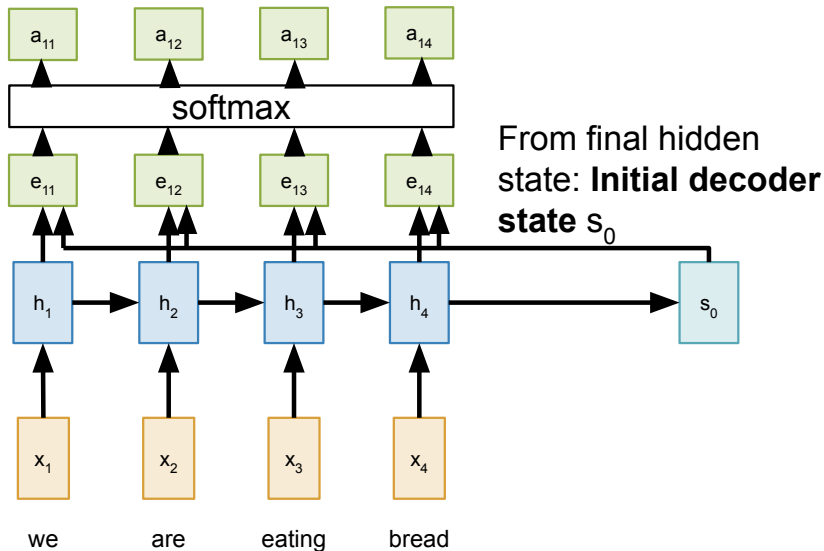 a11 a12 a13 a14
softmax
From final hidden
state: Initial decoder
state s0
e11 e12 e13 e14
h1 h2 h3 h4 s0
x1 x2 x3 x4
we are eating bread